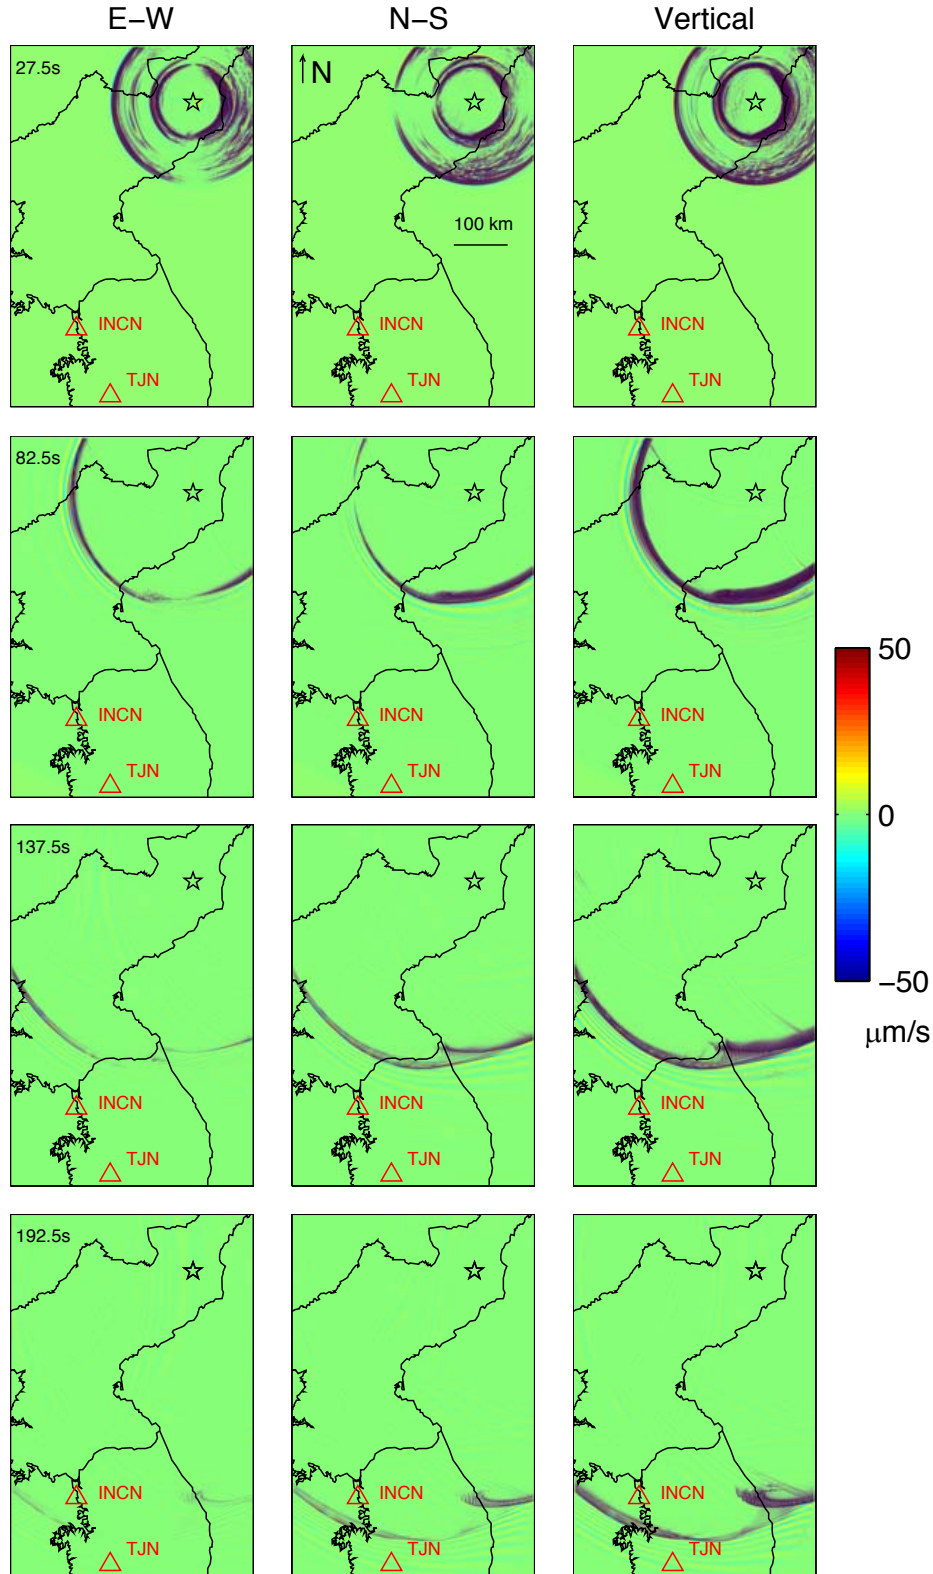 E−W N−S Vertical
27.5s
N
100 km
INCN INCN INCN
TJN TJN TJN
82.5s
INCN INCN INCN
TJN TJN TJN
50
0
−50
μm/s
137.5s
INCN INCN INCN
TJN TJN TJN
192.5s
INCN INCN INCN
TJN TJN TJN